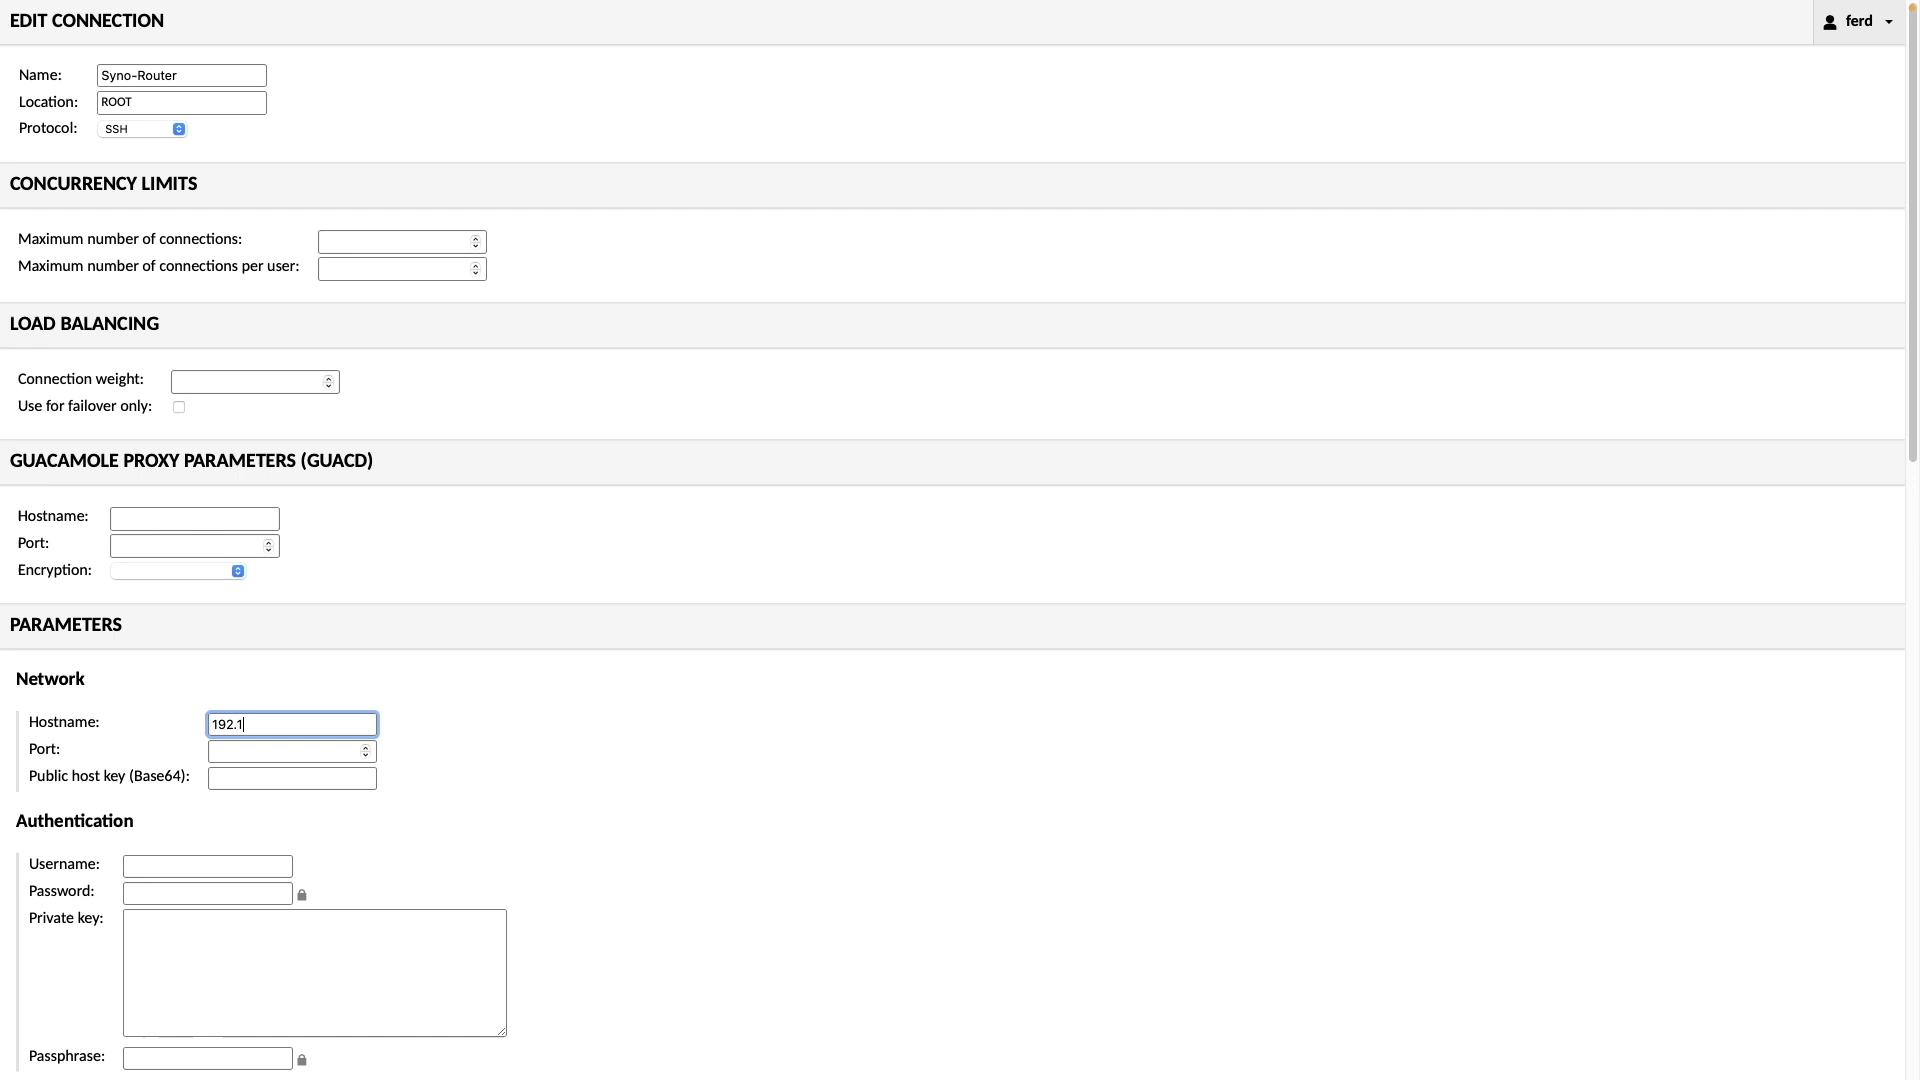 EDIT CONNECTION
ferd
Name: Syno-Router
Location: ROOT
Protocol: SSH
CONCURRENCY LIMITS
Maximum number of connections:
Maximum number of connections per user:
LOAD BALANCING
Connection weight:
Use for failover only:
GUACAMOLE PROXY PARAMETERS (GUACD)
Hostname:
Port:
Encryption:
PARAMETERS
Network
Hostname: 192.1
Port:
Public host key (Base64):
Authentication
Username:
Password:
Private key:
Passphrase: